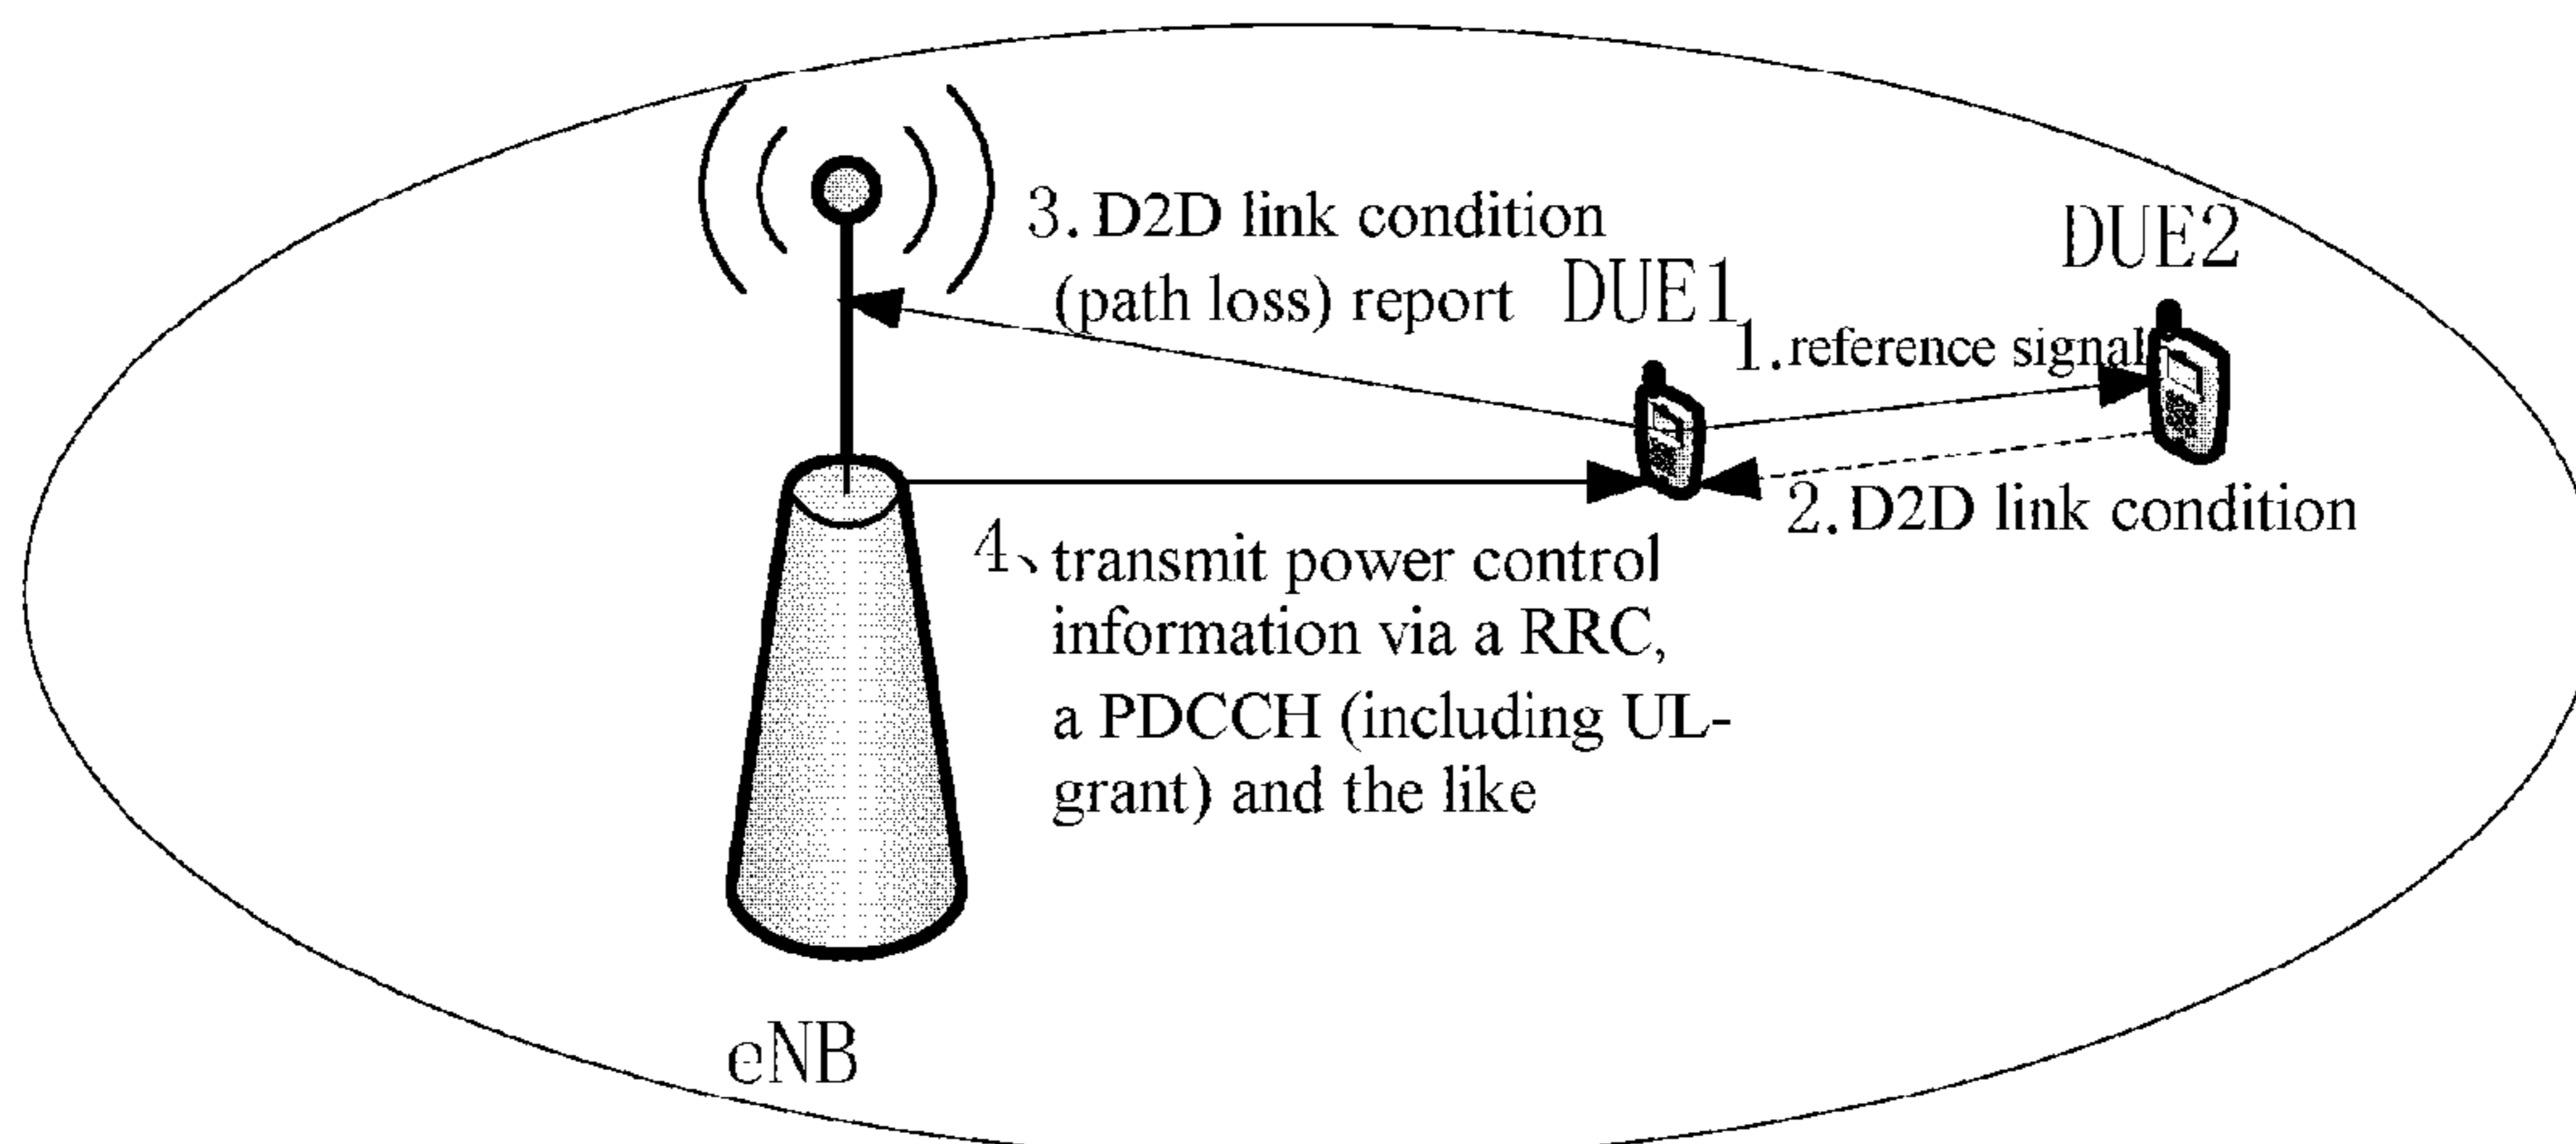 3. D2D link condition
(path loss) report
DUE1
DUE2
1.reference signal
2.D2D link condition
4、transmit power control
information via a RRC,
a PDCCH (including UL-
grant) and the like
eNB